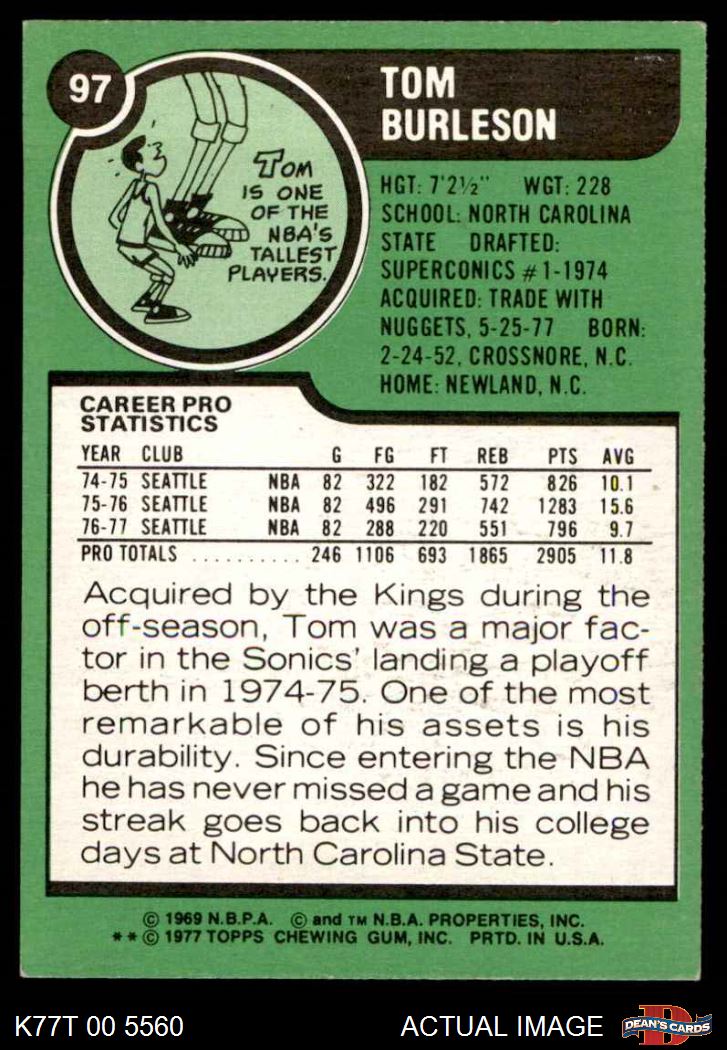 97
TOM
BURLESON
TOM
IS ONE
OF THE
NBA'S
TALLEST
PLAYERS.
HGT: 7'2½" WGT: 228
SCHOOL: NORTH CAROLINA
STATE DRAFTED:
SUPERCONICS #1-1974
ACQUIRED: TRADE WITH
NUGGETS, 5-25-77 BORN:
2-24-52, CROSSNORE, N.C.
HOME: NEWLAND, N.C.
CAREER PRO
STATISTICS
YEAR CLUB G FG FT REB PTS AVG
74-75 SEATTLE NBA 82 322 182 572 826 10.1
75-76 SEATTLE NBA 82 496 291 742 1283 15.6
76-77 SEATTLE NBA 82 288 220 551 796 9.7
PRO TOTALS .......... 246 1106 693 1865 2905 11.8
Acquired by the Kings during the
off-season, Tom was a major fac-
tor in the Sonics' landing a playoff
berth in 1974-75. One of the most
remarkable of his assets is his
durability. Since entering the NBA
he has never missed a game and his
streak goes back into his college
days at North Carolina State.
© 1969 N.B.P.A. © and TM N.B.A. PROPERTIES, INC.
**© 1977 TOPPS CHEWING GUM, INC. PRTD. IN U.S.A.
K77T 00 5560 ACTUAL IMAGE
D
DEAN'S CARDS